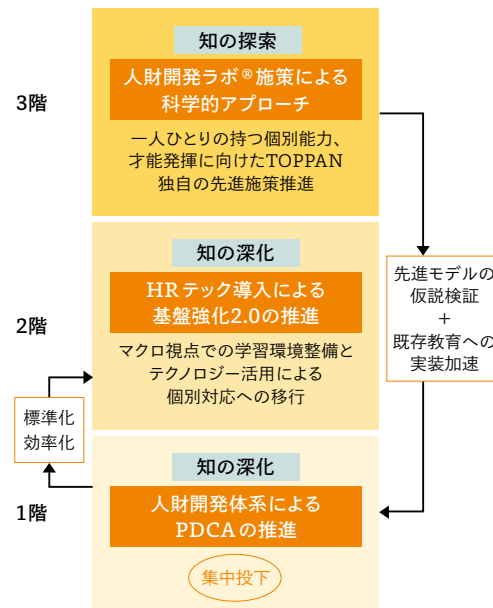 3階
知の探索
人財開発ラボ®施策による
科学的アプローチ
一人ひとりの持つ個別能力、
才能発揮に向けたTOPPAN
独自の先進施策推進
先進モデルの
仮説検証
+
既存教育への
実装加速
2階
知の深化
HRテック導入による
基盤強化2.0の推進
マクロ視点での学習環境整備と
テクノロジー活用による
個別対応への移行
標準化
効率化
1階
知の深化
人財開発体系による
PDCAの推進
集中投下